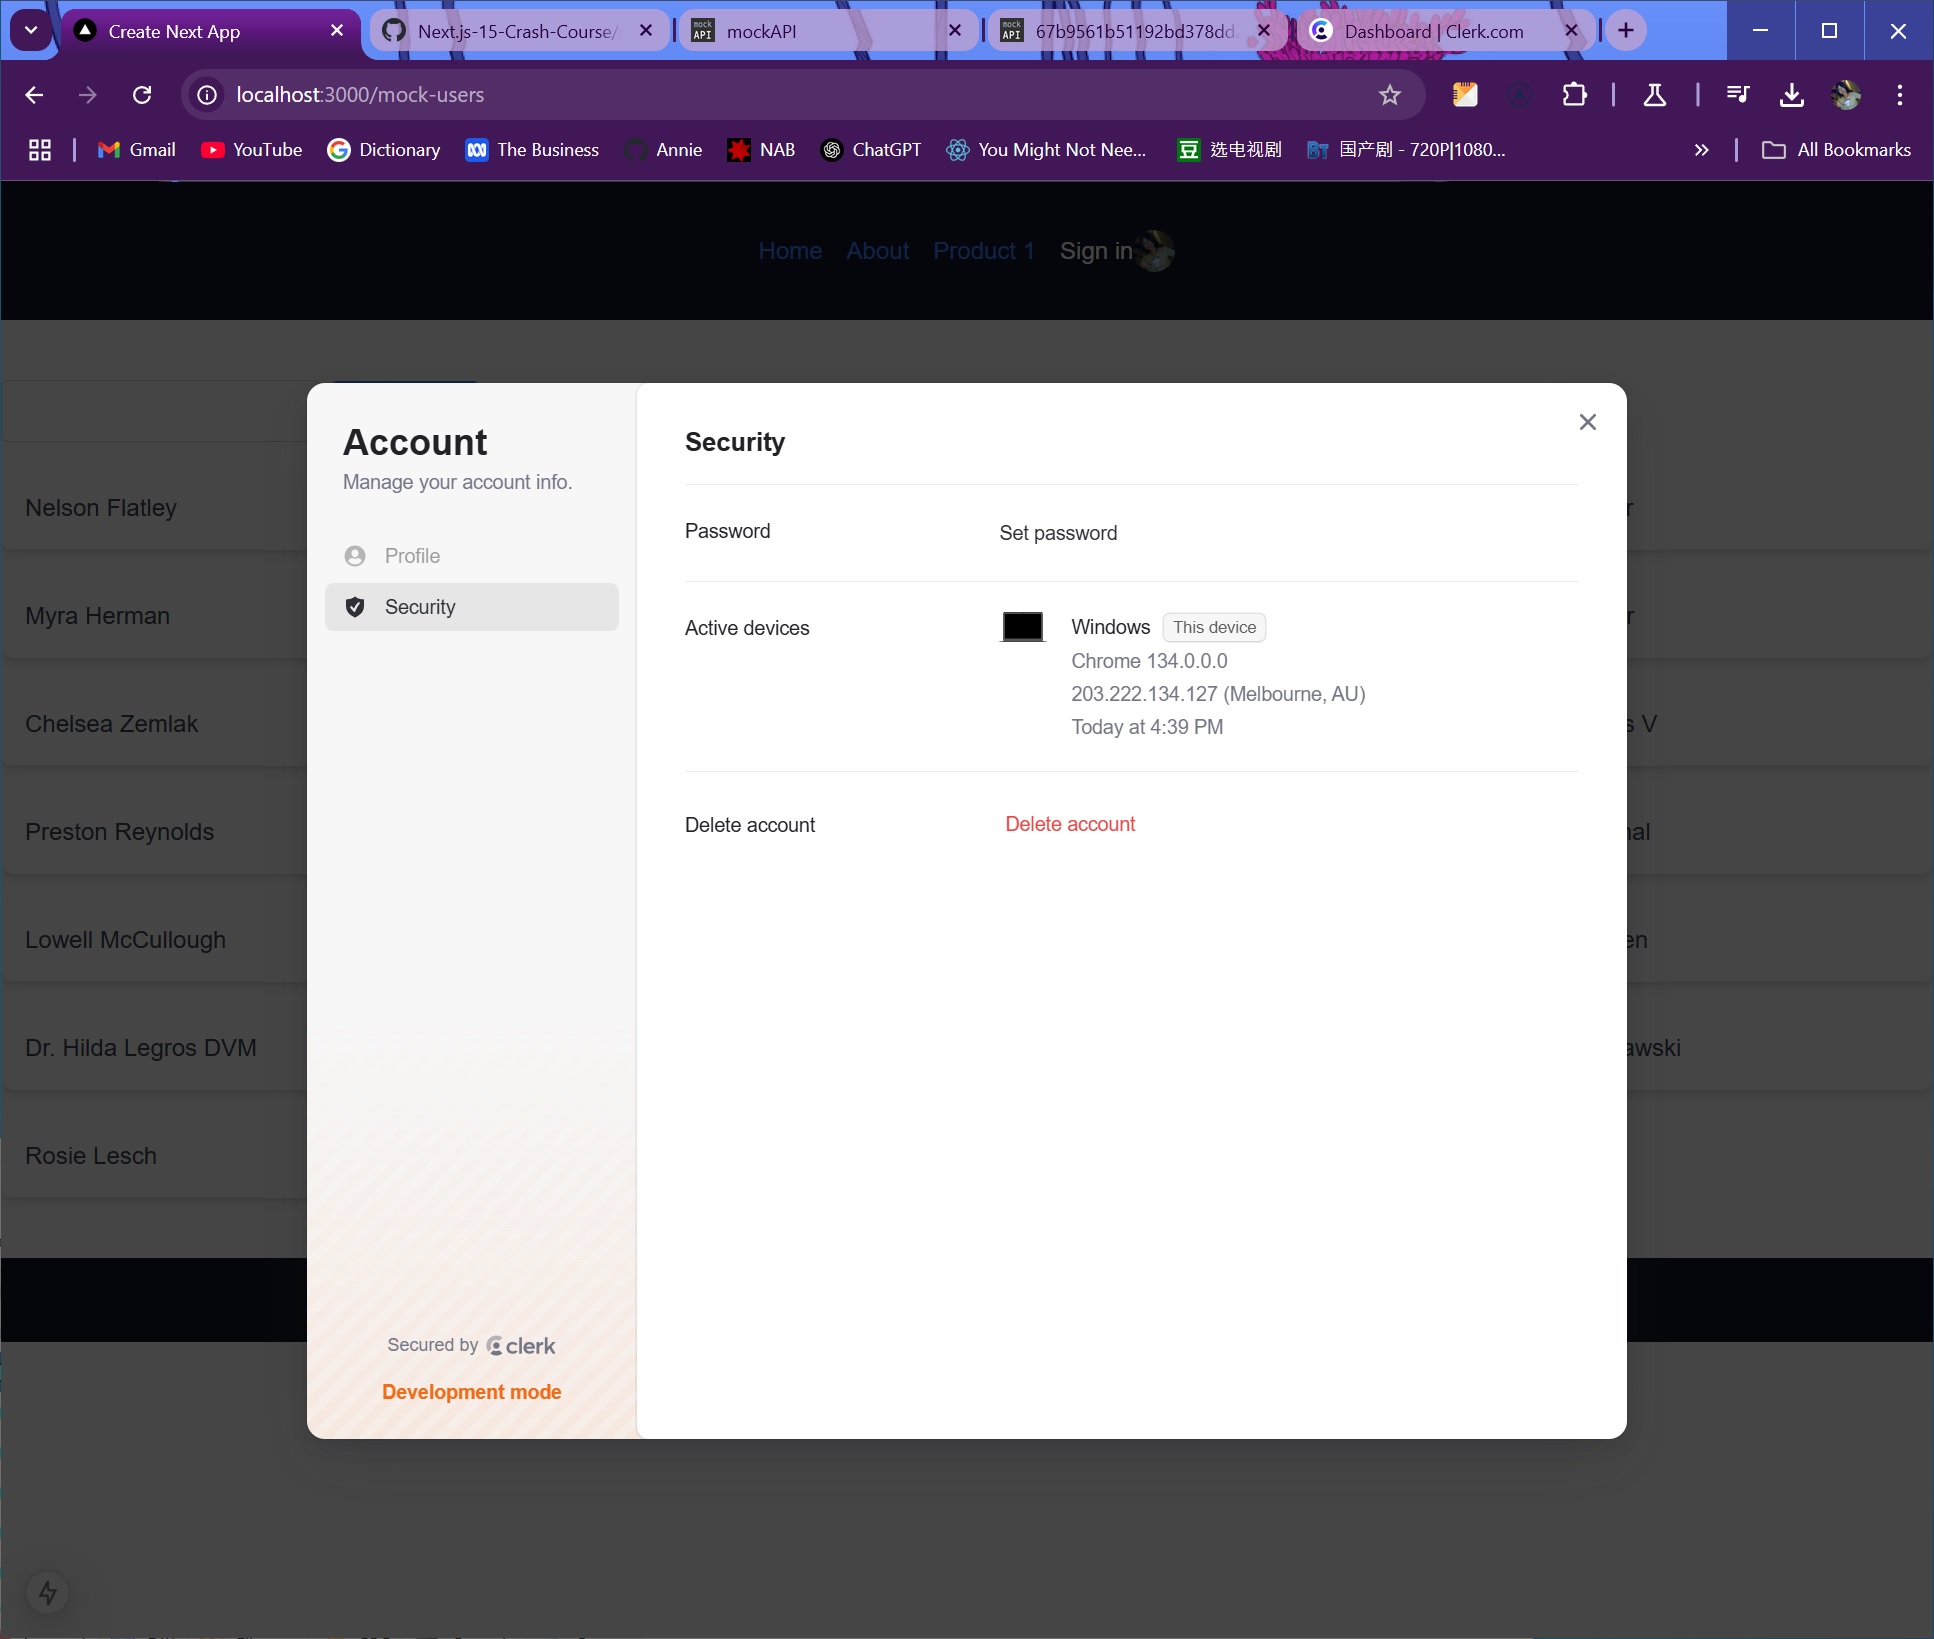 Create Next App
Next.js-15-Crash-Course/
mockAPI
67b9561b51192bd378dd
Dashboard | Clerk.com
localhost:3000/mock-users
Gmail
YouTube
Dictionary
The Business
Annie
NAB
ChatGPT
You Might Not Nee...
选电视剧
国产剧 - 720P|1080...
All Bookmarks
Home About Product 1 Sign in
Account
Manage your account info.
Profile
Security
Secured by clerk
Development mode
Security
Password Set password
Active devices Windows This device
Chrome 134.0.0.0
203.222.134.127 (Melbourne, AU)
Today at 4:39 PM
Delete account Delete account
Nelson Flatley
Myra Herman
Chelsea Zemlak
s V
Preston Reynolds
nal
Lowell McCullough
en
Dr. Hilda Legros DVM
awski
Rosie Lesch